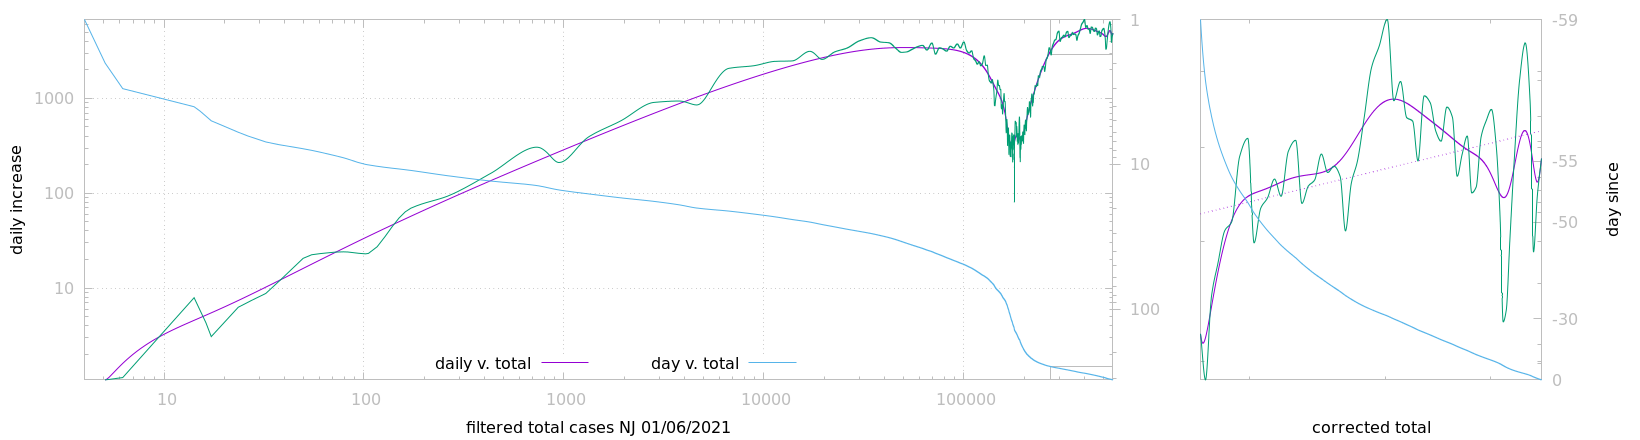 daily increase
1000
100
10
10
100
1000
10000
100000
1
10
100
daily v. total
day v. total
filtered total cases NJ 01/06/2021
-59
-55
-50
-30
0
day since
corrected total